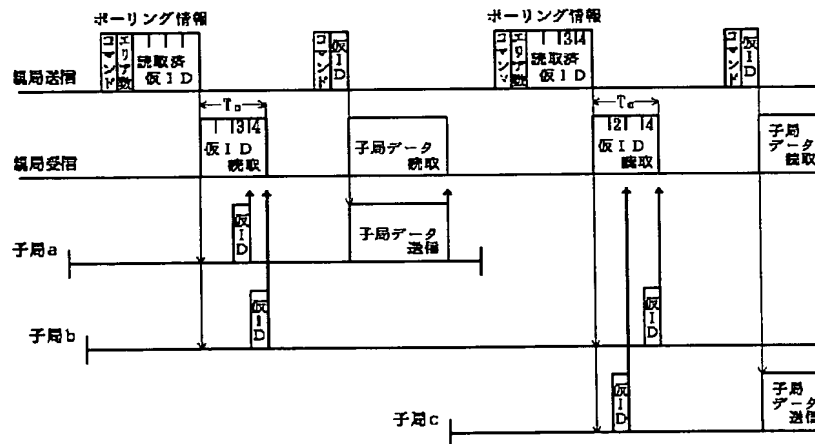 ポーリング情報
コマンド
エリア数
読取済
仮ID
コマンド
仮ID
ポーリング情報
コマンド
エリア数
3 4
読取済
仮ID
コマンド
仮ID
親局送信
3 4
仮ID
読取
子局データ
読取
2 4
仮ID
読取
子局
データ
読取
親局受信
仮ID
子局データ
送信
子局a
仮ID
仮ID
子局b
仮ID
子局
データ
送信
子局c